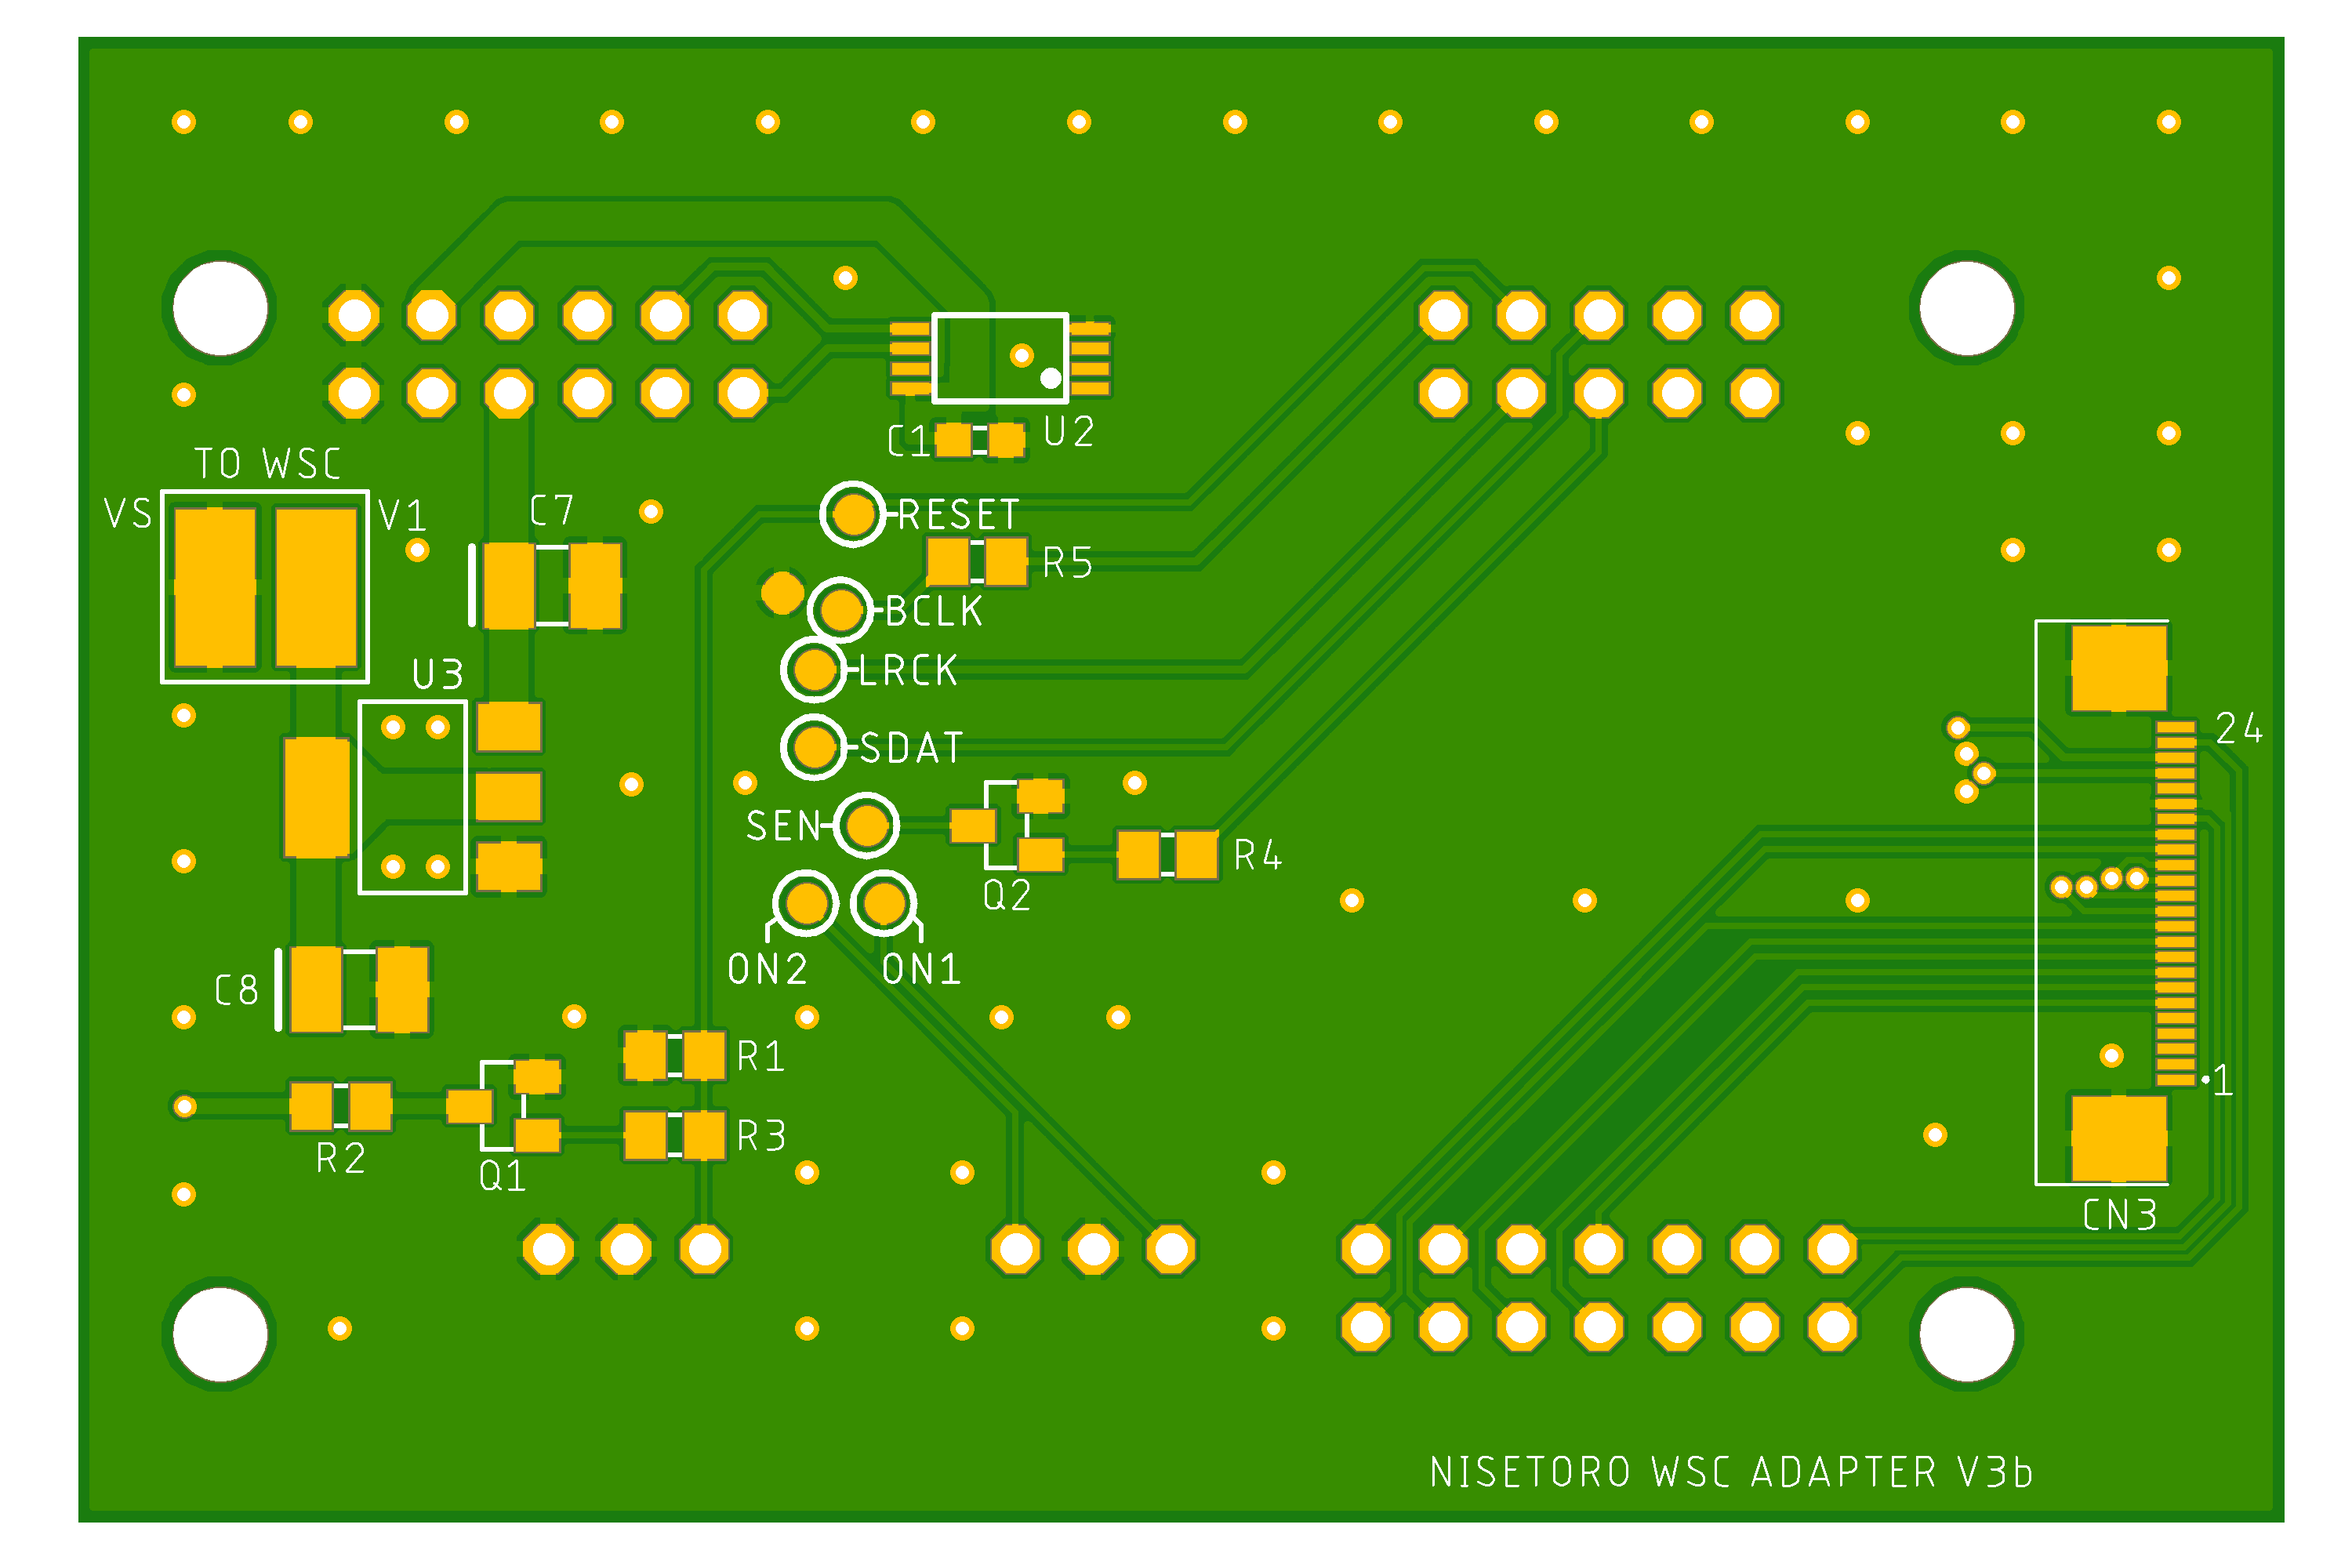 U2
C1
TO WSC
VS
V1
C7
RESET
R5
BCLK
LRCK
U3
SDAT
24
SEN
R4
Q2
ON2
ON1
C8
R1
1
R3
R2
Q1
CN3
NISETORO WSC ADAPTER V3b